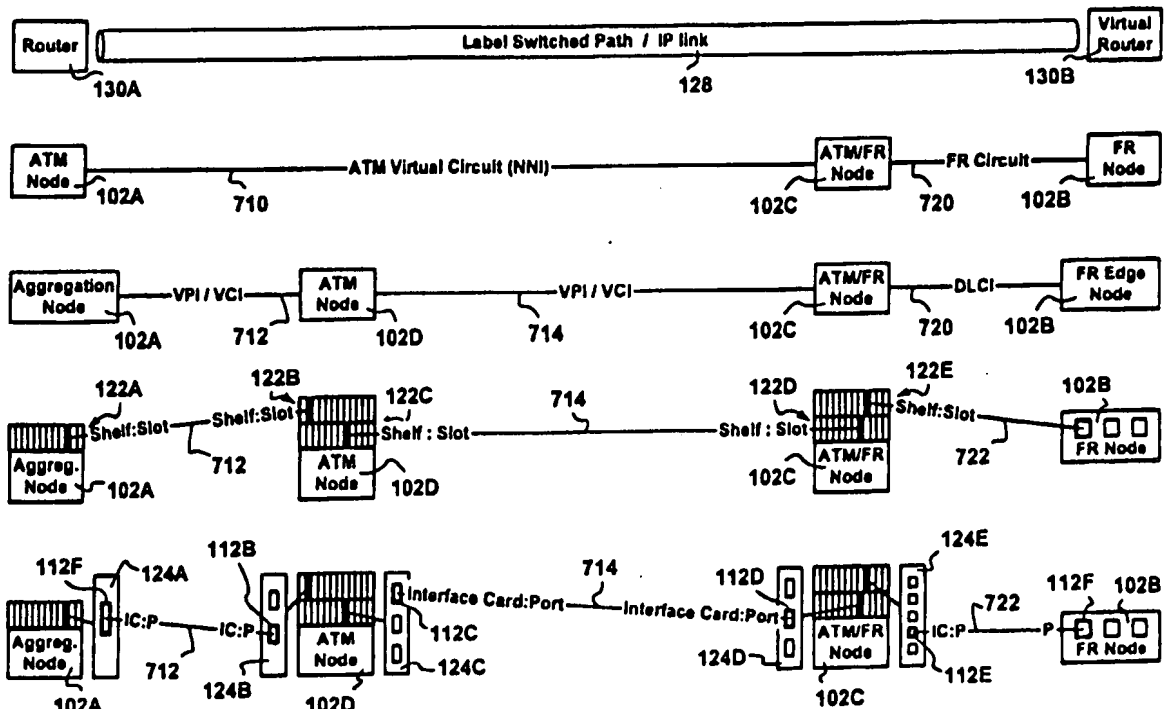 Router
Label Switched Path / IP link
Virtual
Router
130A
128
130B
ATM
Node
ATM Virtual Circuit (NNI)
ATM/FR
Node
FR Circuit
FR
Node
102A
710
102C
720
102B
Aggregation
Node
VPI / VCI
ATM
Node
VPI / VCI
ATM/FR
Node
DLCI
FR Edge
Node
102A
712
102D
714
102C
720
102B
122A
122B
122C
714
122D
122E
102B
Shelf:Slot
Shelf:Slot
Shelf : Slot
Shelf : Slot
Shelf:Slot
Aggreg.
Node
102A
712
ATM
Node
102D
102C
ATM/FR
Node
722
FR Node
112F
124A
112B
714
112D
124E
112F
102B
IC:P
IC:P
Interface Card:Port
Interface Card:Port
IC:P
722
P
Aggreg.
Node
712
ATM
Node
112C
ATM/FR
Node
FR Node
102A
124B
102D
124C
124D
102C
112E